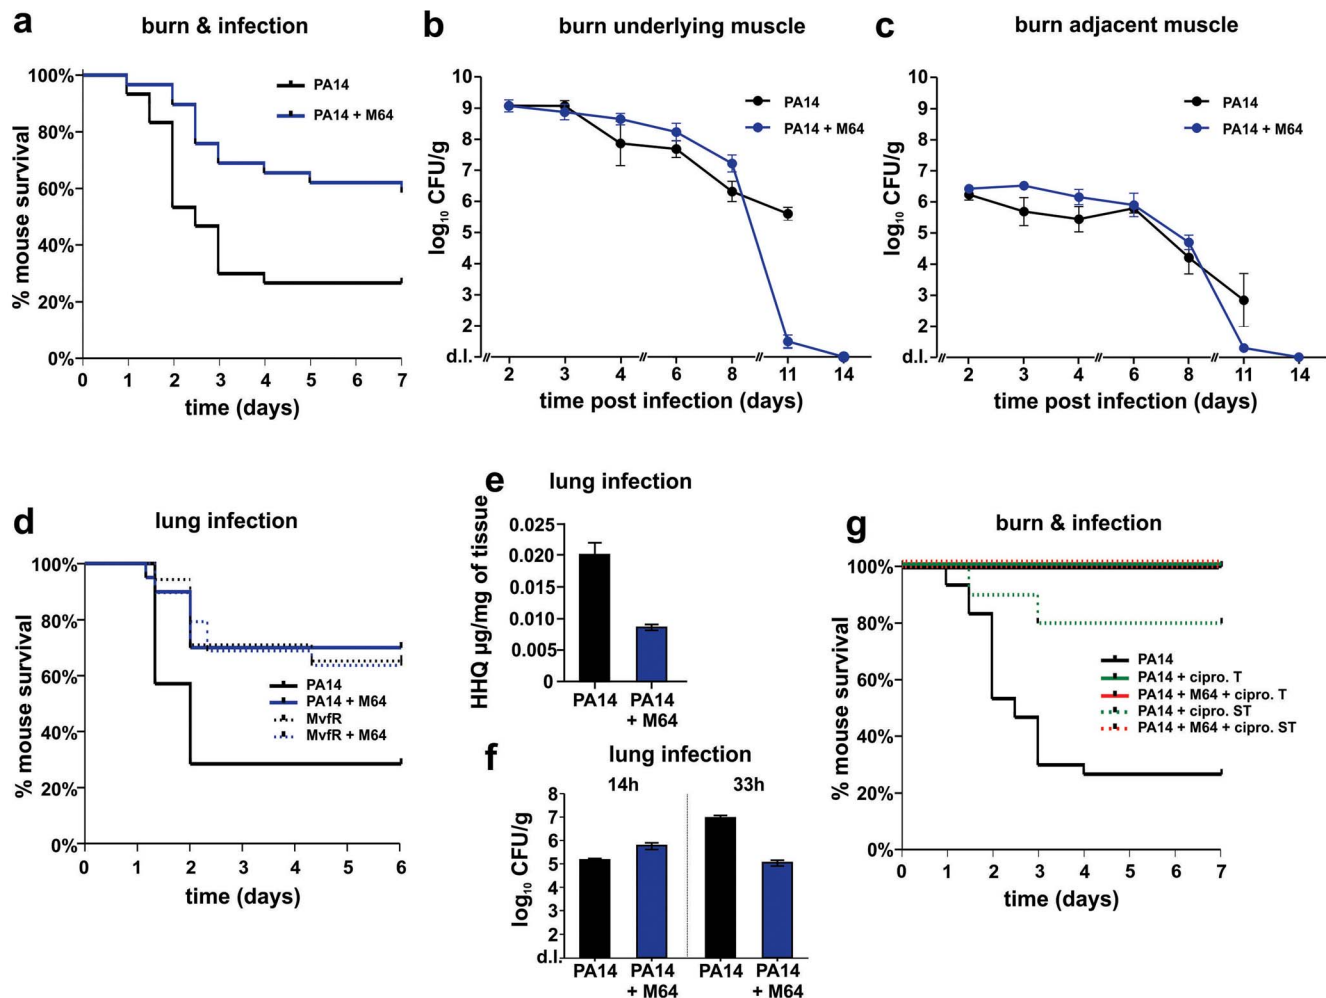 a
burn & infection
% mouse survival
100%
80%
60%
40%
20%
0%
PA14
PA14 + M64
0 1 2 3 4 5 6 7
time (days)
b
burn underlying muscle
log10 CFU/g
10
9
8
7
6
5
4
3
2
d.l.
PA14
PA14 + M64
2 3 4 6 8 11 14
time post infection (days)
c
burn adjacent muscle
log10 CFU/g
10
9
8
7
6
5
4
3
2
d.l.
PA14
PA14 + M64
2 3 4 6 8 11 14
time post infection (days)
d
lung infection
% mouse survival
100%
80%
60%
40%
20%
0%
PA14
PA14 + M64
MvfR
MvfR + M64
0 1 2 3 4 5 6
time (days)
e
lung infection
HHQ µg/mg of tissue
0.025
0.020
0.015
0.010
0.005
0
PA14 PA14
+ M64
f
lung infection
14h 33h
log10 CFU/g
8
7
6
5
4
3
2
d.l.
PA14 PA14 PA14 PA14
+ M64 + M64
g
burn & infection
% mouse survival
100%
80%
60%
40%
20%
0%
PA14
PA14 + cipro. T
PA14 + M64 + cipro. T
PA14 + cipro. ST
PA14 + M64 + cipro. ST
0 1 2 3 4 5 6 7
time (days)